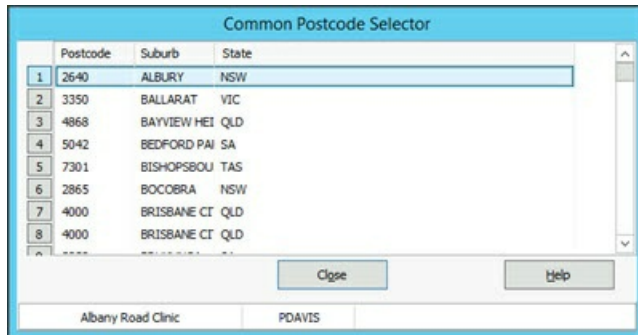 Common Postcode Selector
Postcode Suburb State
1 2640 ALBURY NSW
2 3350 BALLARAT VIC
3 4868 BAYVIEW HEI QLD
4 5042 BEDFORD PAI SA
5 7301 BISHOPSBOU TAS
6 2865 BOCOBRA NSW
7 4000 BRISBANE CIT QLD
8 4000 BRISBANE CIT QLD
Close Help
Albany Road Clinic PDAVIS